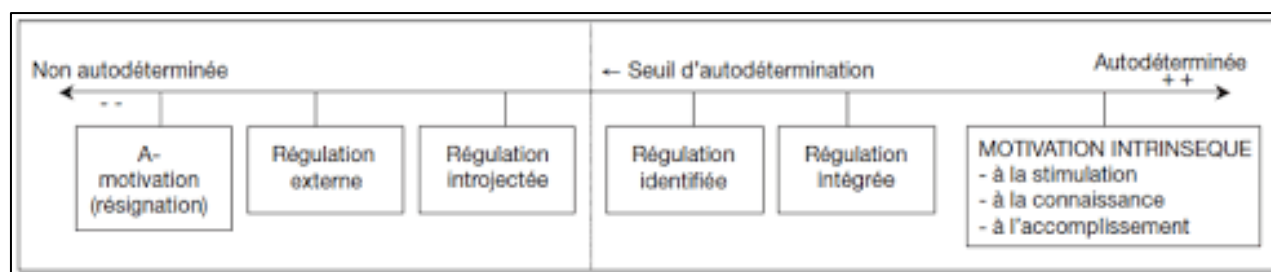 Non autodéterminée
← Seuil d'autodétermination
Autodéterminée
- -
+ +
A-
motivation
(résignation)
Régulation
externe
Régulation
introjectée
Régulation
identifiée
Régulation
intégrée
MOTIVATION INTRINSEQUE
- à la stimulation
- à la connaissance
- à l'accomplissement